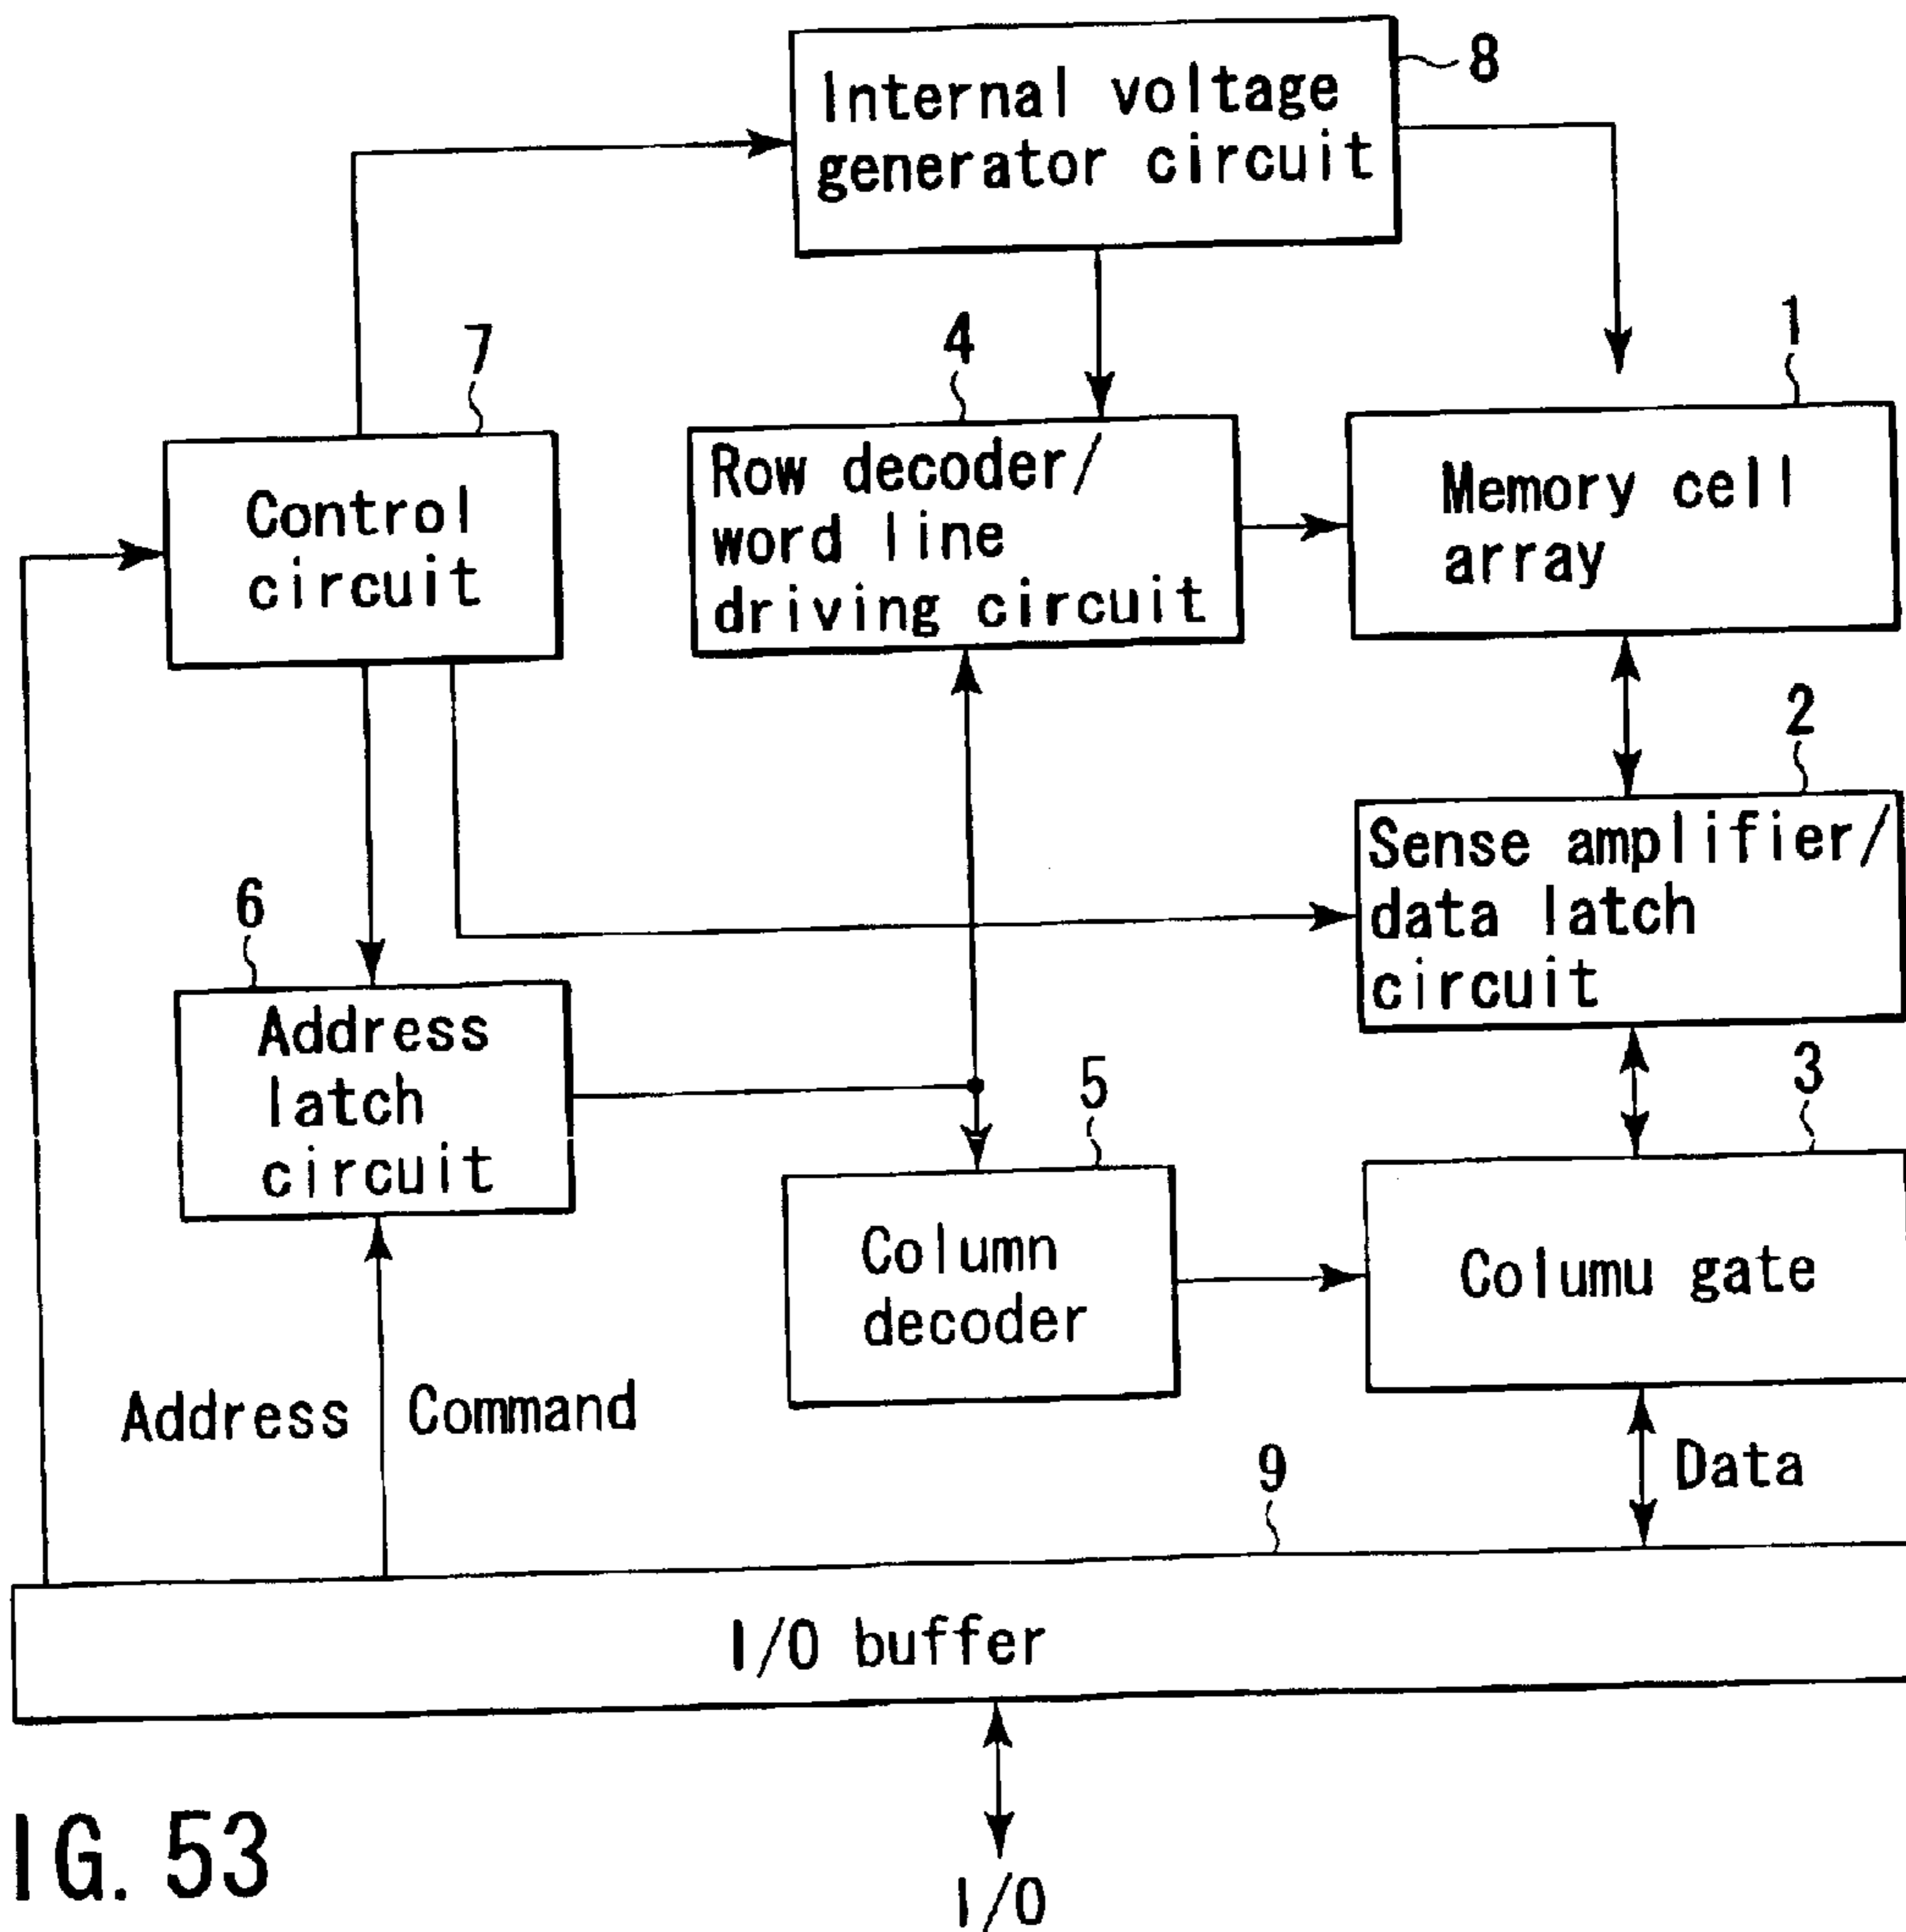 Internal voltage
generator circuit
8
7
Control
circuit
4
Row decoder/
word line
driving circuit
1
Memory cell
array
2
Sense amplifier/
data latch
circuit
6
Address
latch
circuit
5
Column
decoder
3
Columu gate
Address
Command
Data
9
I/O buffer
I/O
IG. 53